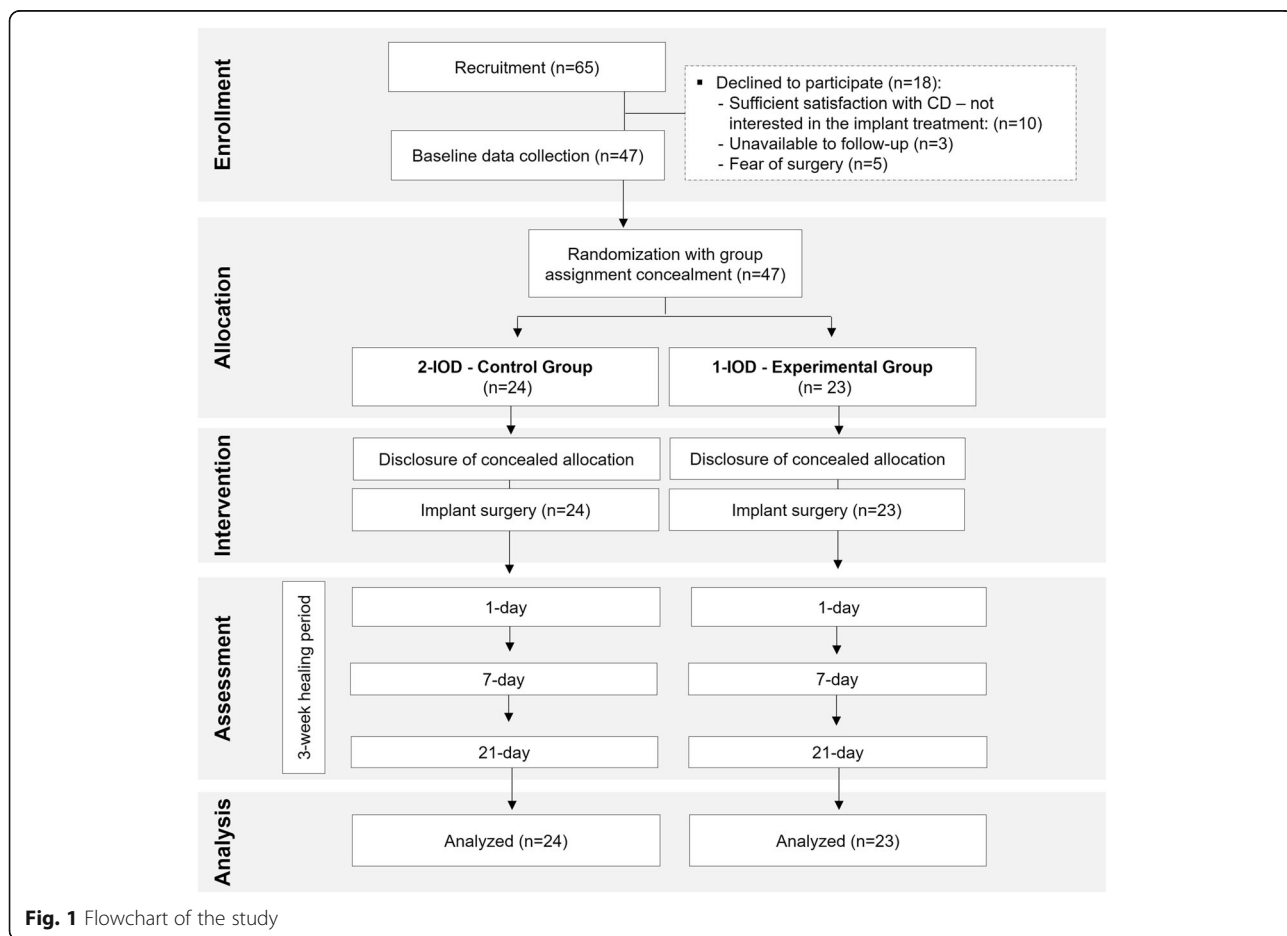 Enrollment
Recruitment (n=65)
▪ Declined to participate (n=18):
- Sufficient satisfaction with CD – not
interested in the implant treatment: (n=10)
- Unavailable to follow-up (n=3)
- Fear of surgery (n=5)
Baseline data collection (n=47)
Allocation
Randomization with group
assignment concealment (n=47)
2-IOD - Control Group
(n=24)
1-IOD - Experimental Group
(n= 23)
Intervention
Disclosure of concealed allocation
Disclosure of concealed allocation
Implant surgery (n=24)
Implant surgery (n=23)
Assessment
3-week healing period
1-day
1-day
7-day
7-day
21-day
21-day
Analysis
Analyzed (n=24)
Analyzed (n=23)
Fig. 1 Flowchart of the study